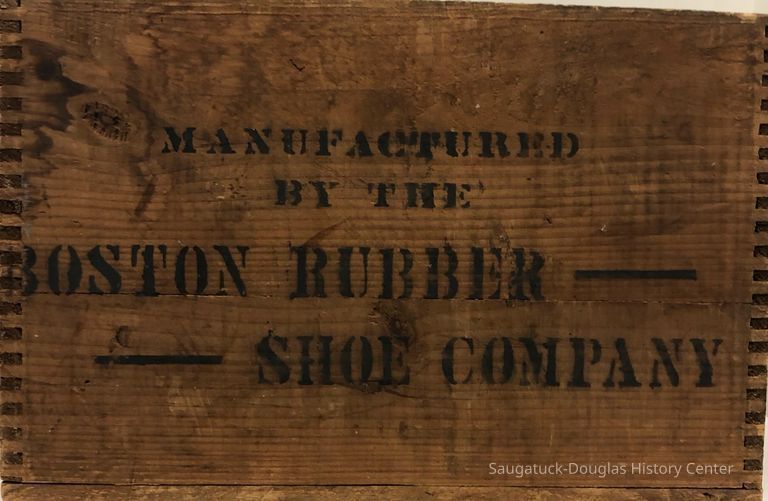 MANUFACTURED
BY THE
BOSTON RUBBER —
— SHOE COMPANY
Saugatuck-Douglas History Center